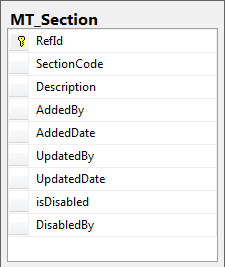 MT_Section
RefId
SectionCode
Description
AddedBy
AddedDate
UpdatedBy
UpdatedDate
isDisabled
DisabledBy